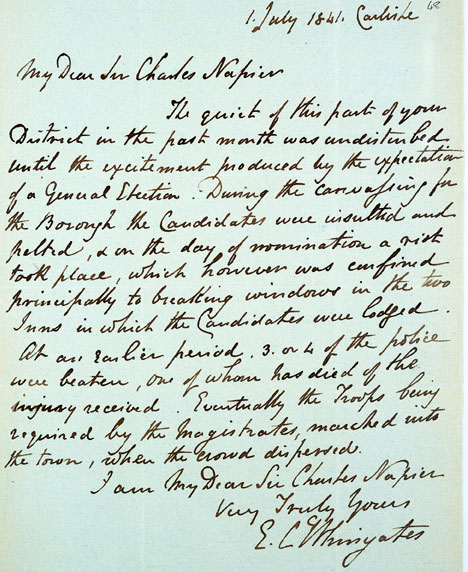 68
1. July 1841. Carlisle
My Dear Sir Charles Napier
The quiet of this part of your
District in the past month was undisturbed
until the excitement produced by the expectation
of a General Election. During the canvassing for
the Borough the Candidates were insulted and
pelted, & on the day of nomination a riot
took place, which however was confined
principally to breaking windows in the two
Inns in which the Candidates were lodged.
At an earlier period, 3. or 4 of the police
were beaten, one of whom has died of the
injury received. Eventually the Troops being
required by the Magistrates, marched into
the town, when the crowd dispersed.
I am My Dear Sir Charles Napier
Very Truly Yours
E. C. Whinyates